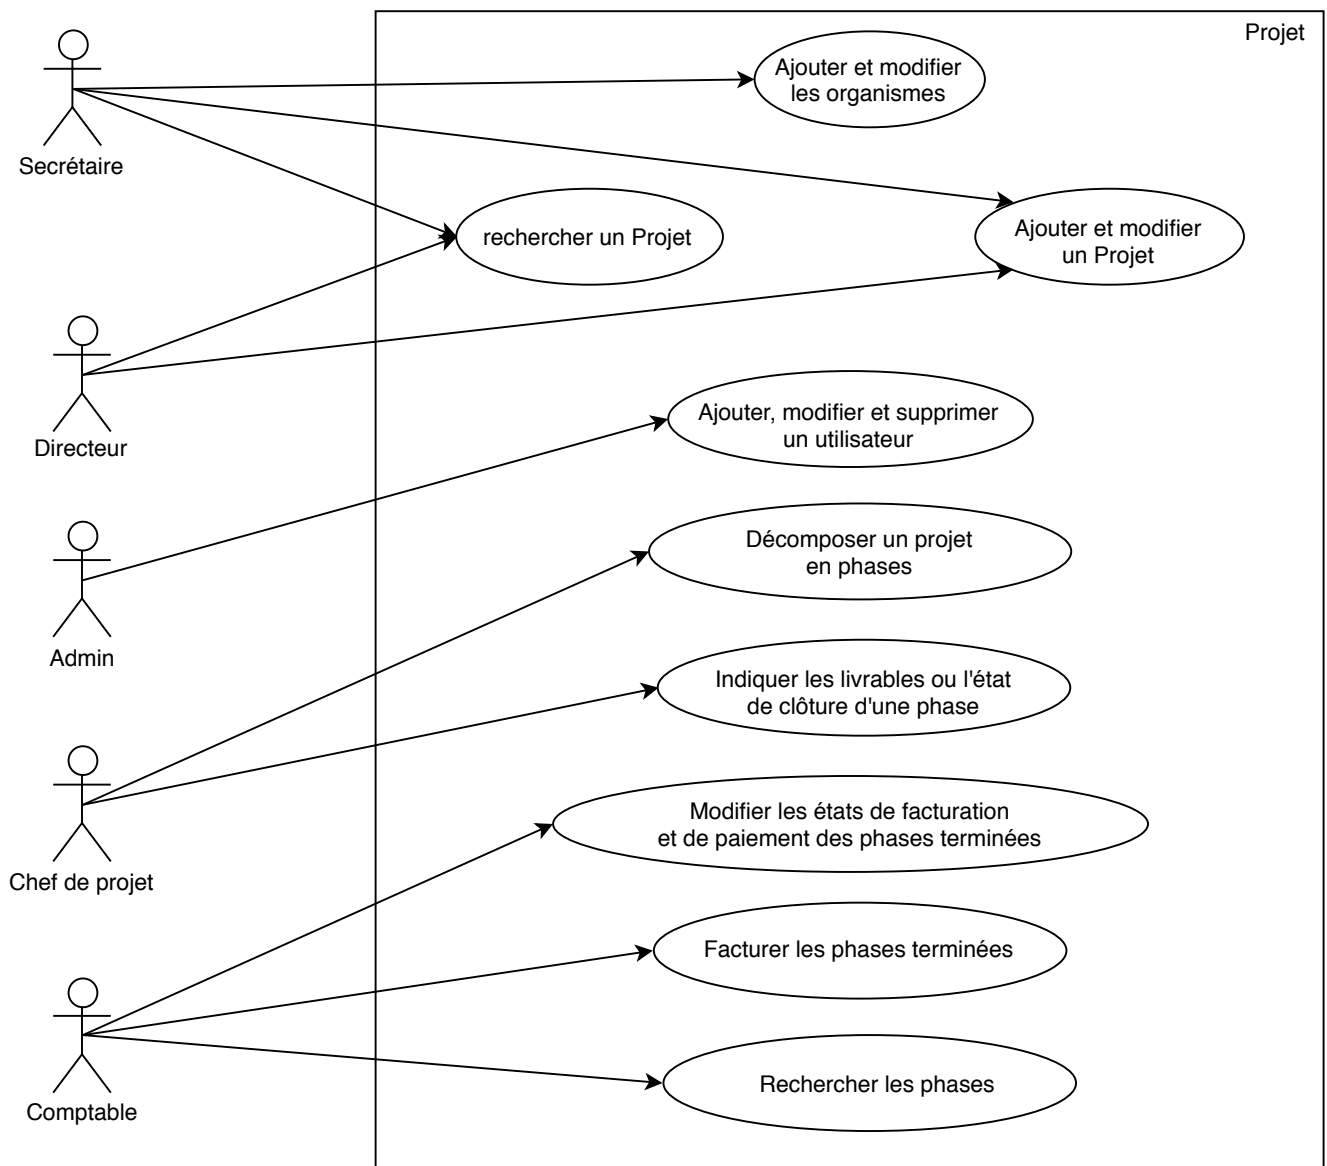 Projet
Ajouter et modifier
les organismes
Secrétaire
rechercher un Projet
Ajouter et modifier
un Projet
Directeur
Ajouter, modifier et supprimer
un utilisateur
Admin
Décomposer un projet
en phases
Indiquer les livrables ou l'état
de clôture d'une phase
Chef de projet
Modifier les états de facturation
et de paiement des phases terminées
Facturer les phases terminées
Comptable
Rechercher les phases